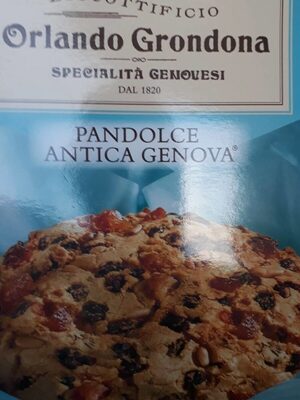 Orlando Grondona
SPECIALITÀ GENOVESI
DAL 1820
PANDOLCE
ANTICA GENOVA®